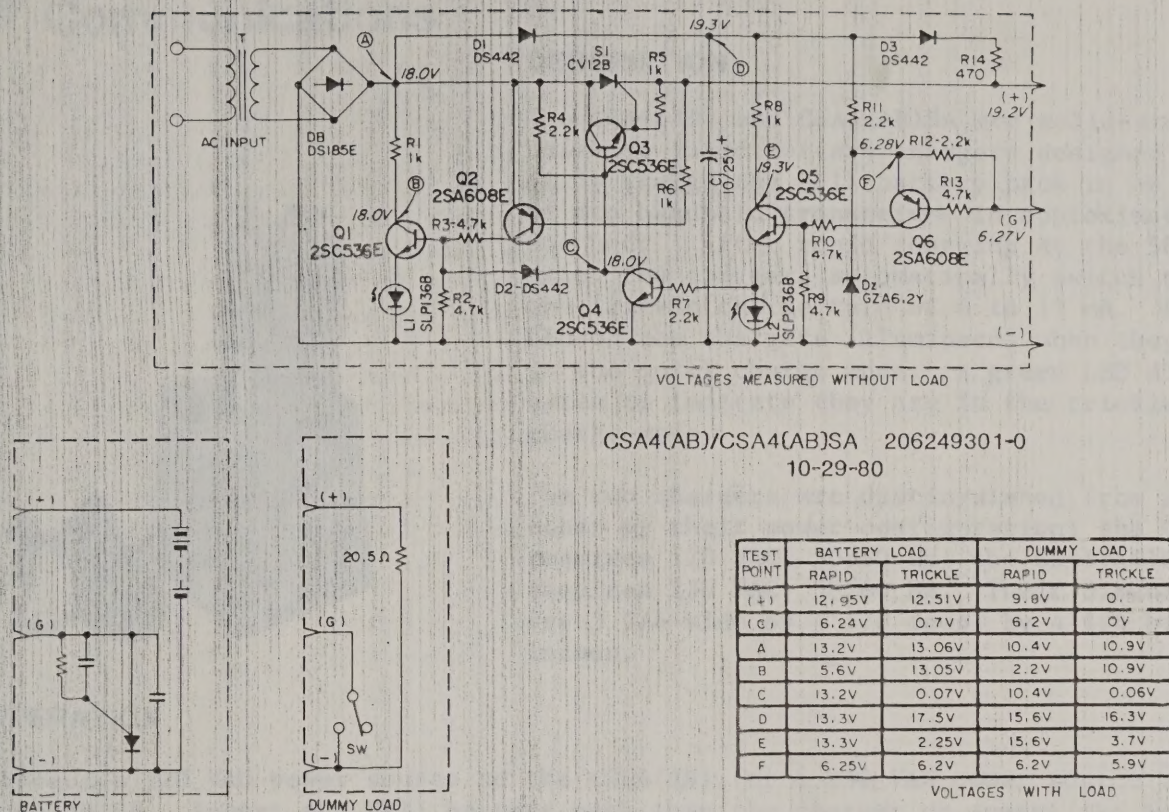 T
AC INPUT
DB
DS185E
A
18.0V
D1
DS442
S1
CV12B
R5
1k
19.3V
D
D3
DS442
R14
470
(+)
19.2V
R1
1k
R4
2.2k
Q3
2SC536E
R6
1k
C1
10/25V
+
R8
1k
E
19.3V
R11
2.2k
6.28V
R12-2.2k
F
R13
4.7k
(G)
6.27V
B
18.0V
Q2
2SA608E
Q1
2SC536E
R3-4.7k
C
18.0V
Q5
2SC536E
R10
4.7k
Q6
2SA608E
L1
SLP136B
R2
4.7k
D2-DS442
Q4
2SC536E
R7
2.2k
L2
SLP236B
R9
4.7k
Dz
GZA6.2Y
(-)
VOLTAGES MEASURED WITHOUT LOAD
CSA4(AB)/CSA4(AB)SA 206249301-0
10-29-80
(+)
(G)
(-)
BATTERY
(+)
20.5Ω
(G)
SW
(-)
DUMMY LOAD
TEST POINT BATTERY LOAD DUMMY LOAD
RAPID TRICKLE RAPID TRICKLE
(+) 12.95V 12.51V 9.8V 0.
(G) 6.24V 0.7V 6.2V 0V
A 13.2V 13.06V 10.4V 10.9V
B 5.6V 13.05V 2.2V 10.9V
C 13.2V 0.07V 10.4V 0.06V
D 13.3V 17.5V 15.6V 16.3V
E 13.3V 2.25V 15.6V 3.7V
F 6.25V 6.2V 6.2V 5.9V
VOLTAGES WITH LOAD